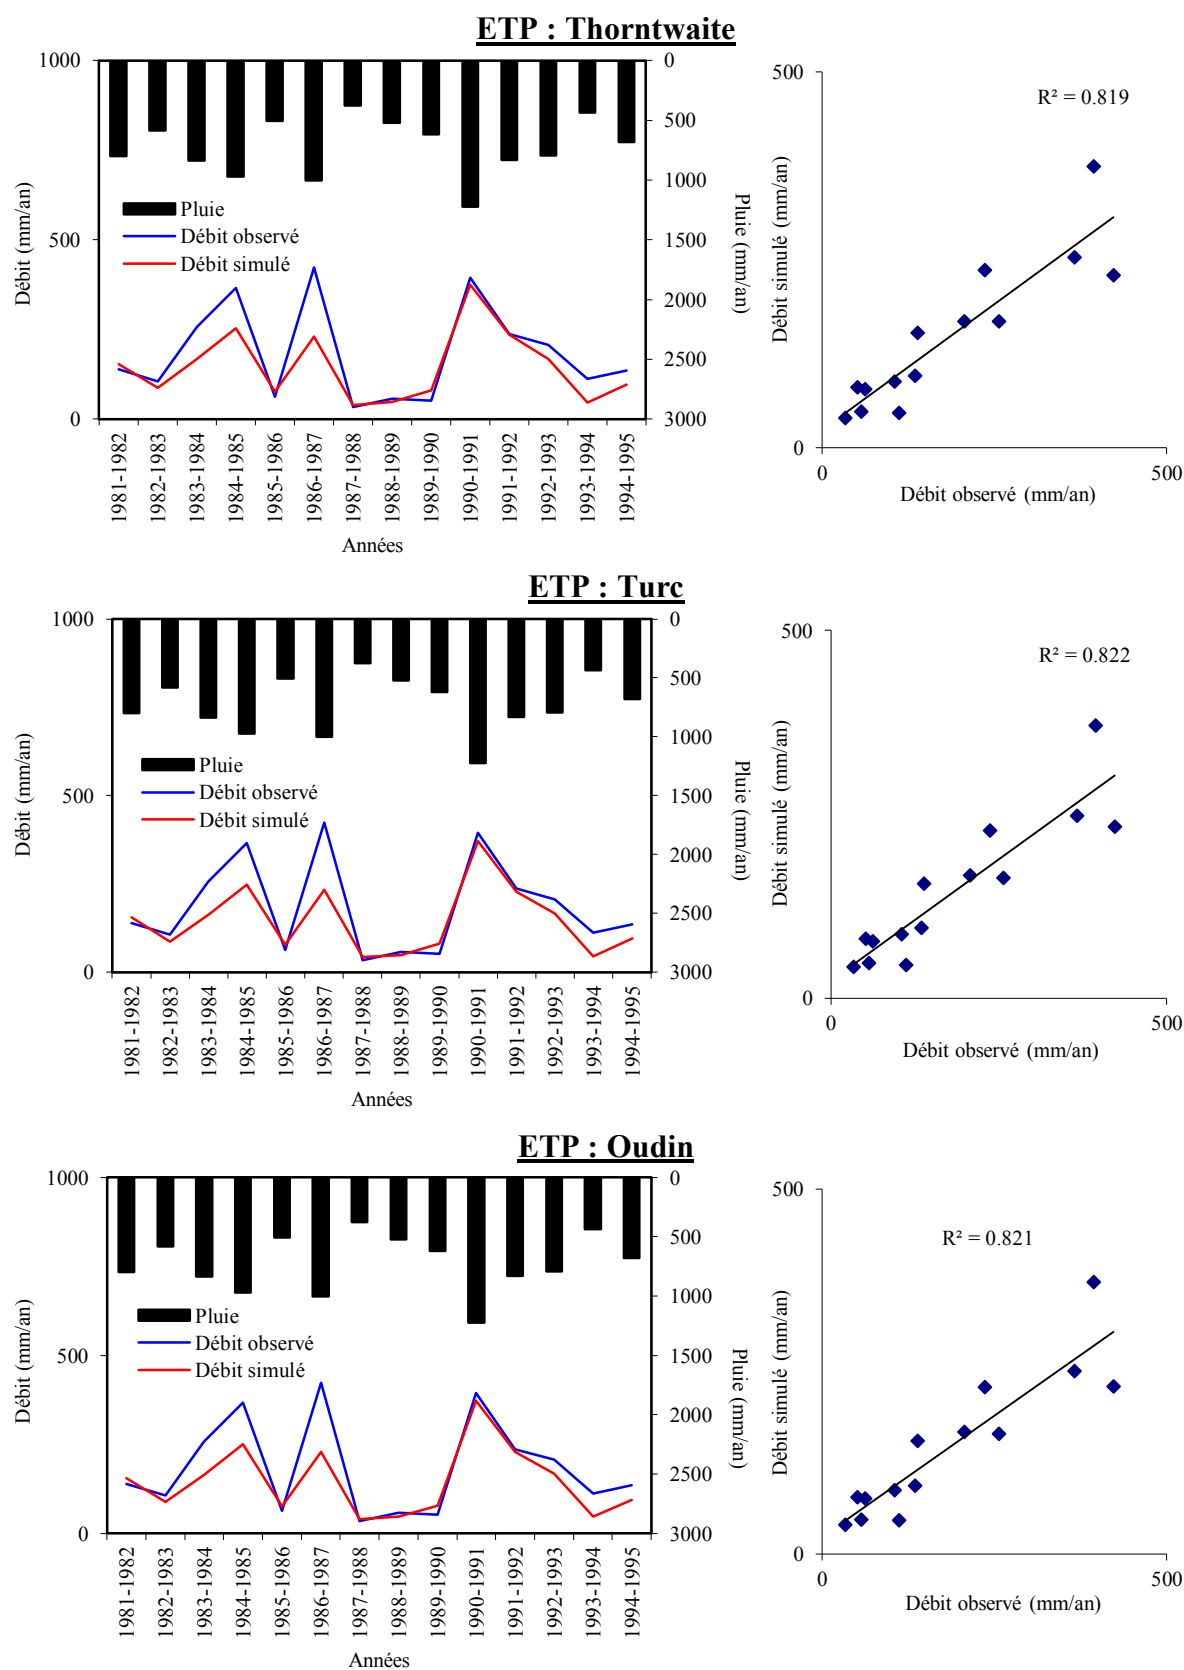 ETP : Thorntwaite
1000
500
0
Débit (mm/an)
0
500
1000
1500
2000
2500
3000
Pluie (mm/an)
Pluie
Débit observé
Débit simulé
1981-1982
1982-1983
1983-1984
1984-1985
1985-1986
1986-1987
1987-1988
1988-1989
1989-1990
1990-1991
1991-1992
1992-1993
1993-1994
1994-1995
Années
500
0
Débit simulé (mm/an)
R² = 0.819
0
500
Débit observé (mm/an)
ETP : Turc
1000
500
0
Débit (mm/an)
0
500
1000
1500
2000
2500
3000
Pluie (mm/an)
Pluie
Débit observé
Débit simulé
1981-1982
1982-1983
1983-1984
1984-1985
1985-1986
1986-1987
1987-1988
1988-1989
1989-1990
1990-1991
1991-1992
1992-1993
1993-1994
1994-1995
Années
500
0
Débit simulé (mm/an)
R² = 0.822
0
500
Débit observé (mm/an)
ETP : Oudin
1000
500
0
Débit (mm/an)
0
500
1000
1500
2000
2500
3000
Pluie (mm/an)
Pluie
Débit observé
Débit simulé
1981-1982
1982-1983
1983-1984
1984-1985
1985-1986
1986-1987
1987-1988
1988-1989
1989-1990
1990-1991
1991-1992
1992-1993
1993-1994
1994-1995
Années
500
0
Débit simulé (mm/an)
R² = 0.821
0
500
Débit observé (mm/an)